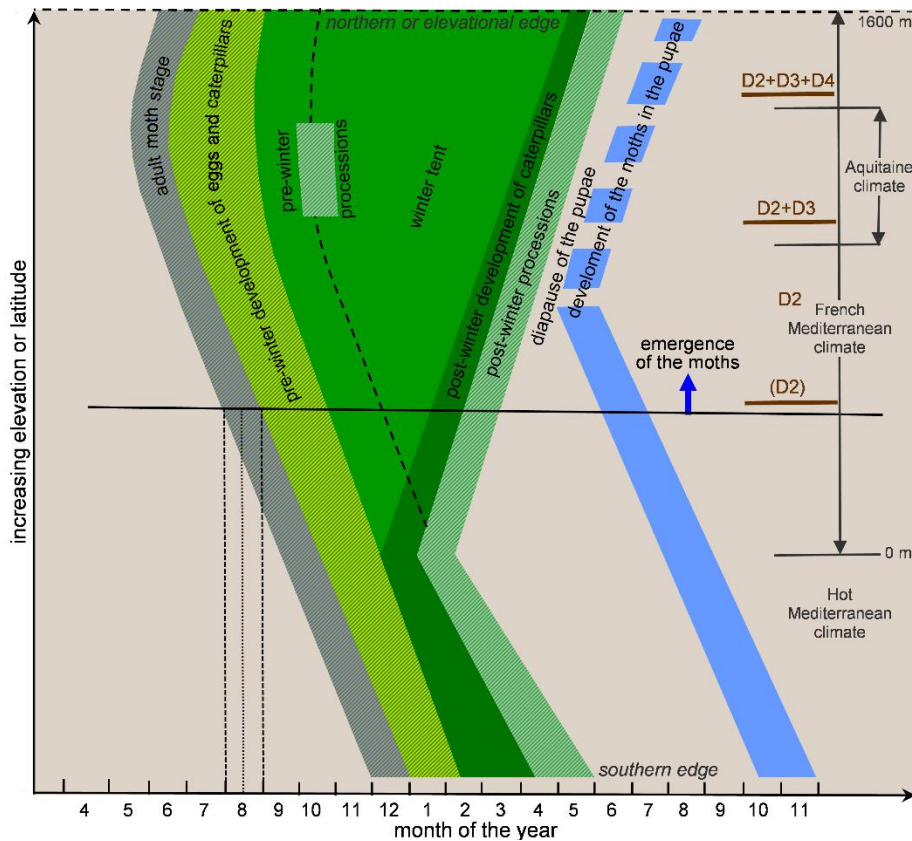 northern or elevational edge
1600 m
adult moth stage
pre-winter development of eggs and caterpillars
pre-winter
processions
winter tent
post-winter development of caterpillars
post-winter processions
diapause of the pupae
develoment of the moths in the pupae
D2+D3+D4
Aquitaine
climate
D2+D3
D2
French
Mediterranean
climate
emergence
of the moths
(D2)
0 m
Hot
Mediterranean
climate
southern edge
increasing elevation or latitude
4 5 6 7 8 9 10 11 12 1 2 3 4 5 6 7 8 9 10 11
month of the year